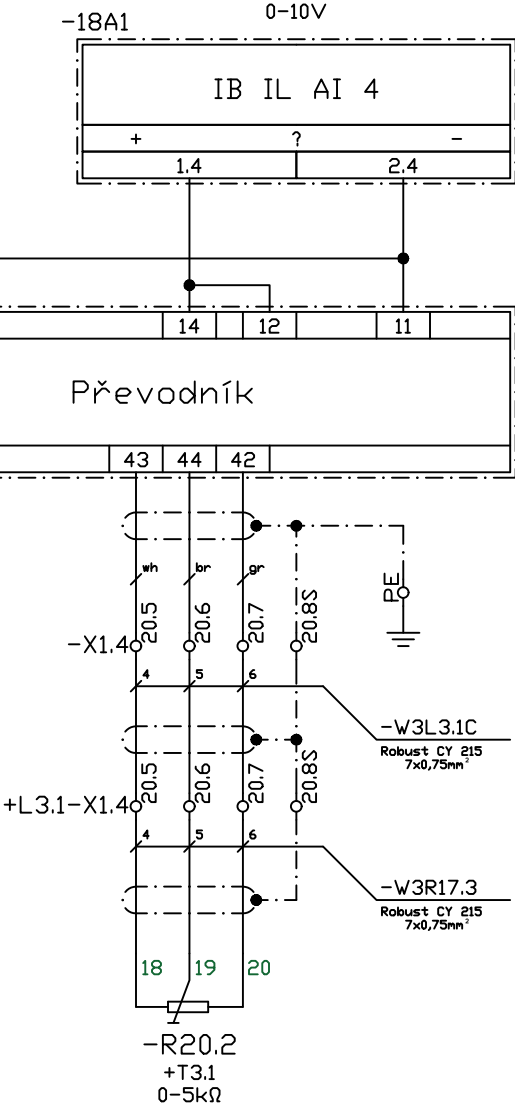 0-10V
-18A1
IB IL AI 4
+ ? -
1.4 2.4
14 12 11
Převodník
43 44 42
wh br gr
PE
20.5 20.6 20.7 20.8S
-X1.4
4 5 6
-W3L3.1C
Robust CY 215
7x0,75mm²
20.5 20.6 20.7 20.8S
+L3.1-X1.4
4 5 6
-W3R17.3
Robust CY 215
7x0,75mm²
18 19 20
-R20.2
+T3.1
0-5kΩ